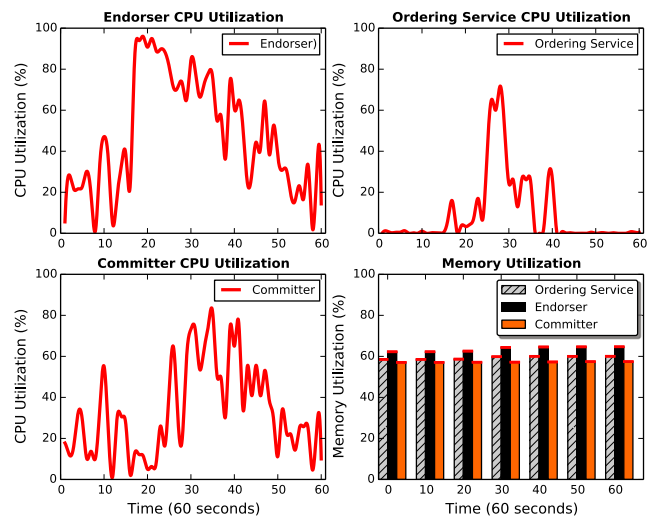 Endorser CPU Utilization
CPU Utilization (%)
100
80
60
40
20
0
0 10 20 30 40 50 60
Endorser)
Ordering Service CPU Utilization
CPU Utilization (%)
100
80
60
40
20
0
0 10 20 30 40 50 60
Ordering Service
Committer CPU Utilization
CPU Utilization (%)
100
80
60
40
20
0
0 10 20 30 40 50 60
Time (60 seconds)
Committer
Memory Utilization
Memory Utilization (%)
100
80
60
40
20
0
0 10 20 30 40 50 60
Time (60 seconds)
Ordering Service
Endorser
Committer